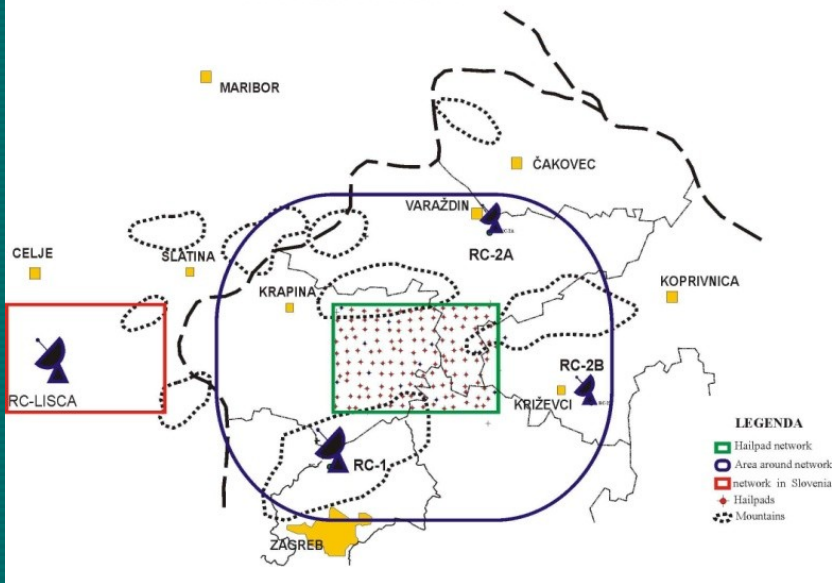 MARIBOR
ČAKOVEC
VARAŽDIN
RC-2A
CELJE
SLATINA
KRAPINA
KOPRIVNICA
RC-2B
RC-LISCA
KRIŽEVCI
RC-1
ZAGREB
LEGENDA
Hailpad network
Area around network
network in Slovenia
Hailpads
Mountains